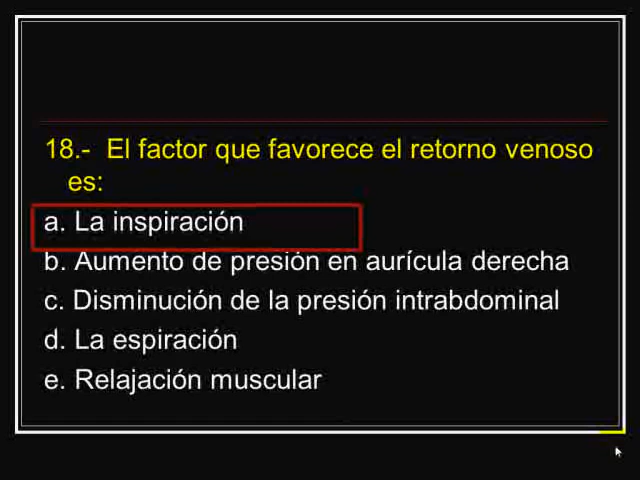 18.- El factor que favorece el retorno venoso
es:
a. La inspiración
b. Aumento de presión en aurícula derecha
c. Disminución de la presión intrabdominal
d. La espiración
e. Relajación muscular